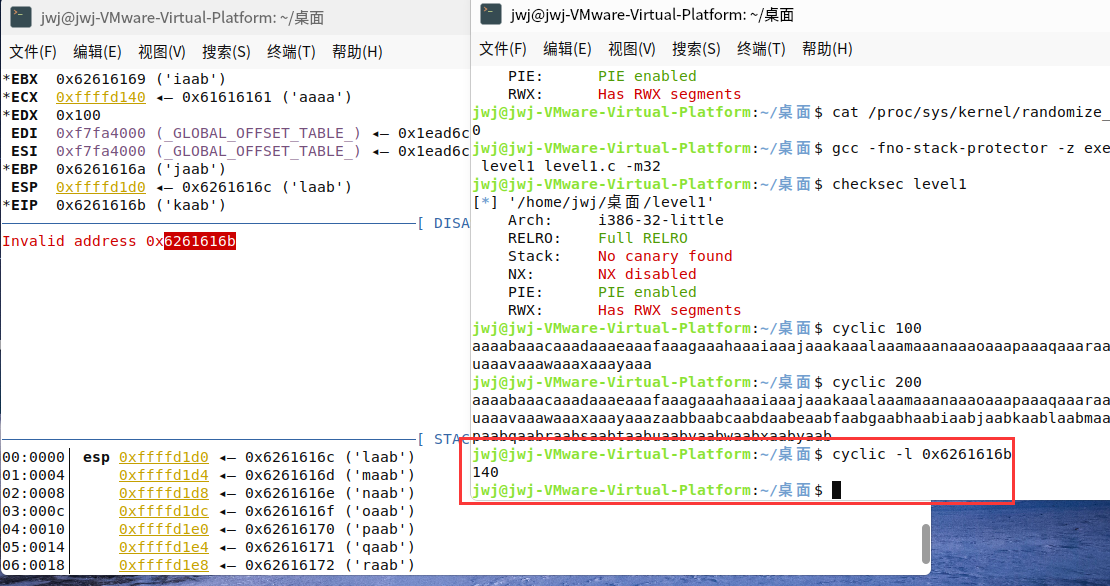 jwj@jwj-VMware-Virtual-Platform: ~/桌面
文件(F) 编辑(E) 视图(V) 搜索(S) 终端(T) 帮助(H)
*EBX 0x62616169 ('iaab')
*ECX 0xffffd140 ◂— 0x61616161 ('aaaa')
*EDX 0x100
EDI 0xf7fa4000 (_GLOBAL_OFFSET_TABLE_) ◂— 0x1ead6c
ESI 0xf7fa4000 (_GLOBAL_OFFSET_TABLE_) ◂— 0x1ead6c
*EBP 0x6261616a ('jaab')
ESP 0xffffd1d0 ◂— 0x6261616c ('laab')
*EIP 0x6261616b ('kaab')
[ DISA
Invalid address 0x6261616b
[ STAC
00:0000│ esp 0xffffd1d0 ◂— 0x6261616c ('laab')
01:0004│ 0xffffd1d4 ◂— 0x6261616d ('maab')
02:0008│ 0xffffd1d8 ◂— 0x6261616e ('naab')
03:000c│ 0xffffd1dc ◂— 0x6261616f ('oaab')
04:0010│ 0xffffd1e0 ◂— 0x62616170 ('paab')
05:0014│ 0xffffd1e4 ◂— 0x62616171 ('qaab')
06:0018│ 0xffffd1e8 ◂— 0x62616172 ('raab')
jwj@jwj-VMware-Virtual-Platform: ~/桌面
文件(F) 编辑(E) 视图(V) 搜索(S) 终端(T) 帮助(H)
PIE: PIE enabled
RWX: Has RWX segments
jwj@jwj-VMware-Virtual-Platform:~/桌面$ cat /proc/sys/kernel/randomize_
0
jwj@jwj-VMware-Virtual-Platform:~/桌面$ gcc -fno-stack-protector -z exe
level1 level1.c -m32
jwj@jwj-VMware-Virtual-Platform:~/桌面$ checksec level1
[*] '/home/jwj/桌面/level1'
Arch: i386-32-little
RELRO: Full RELRO
Stack: No canary found
NX: NX disabled
PIE: PIE enabled
RWX: Has RWX segments
jwj@jwj-VMware-Virtual-Platform:~/桌面$ cyclic 100
aaaabaaacaaadaaaeaaafaaagaaahaaaiaaajaaakaaalaaamaaanaaaoaaapaaaqaaaraa
uaaavaaawaaaxaaayaaa
jwj@jwj-VMware-Virtual-Platform:~/桌面$ cyclic 200
aaaabaaacaaadaaaeaaafaaagaaahaaaiaaajaaakaaalaaamaaanaaaoaaapaaaqaaaraa
uaaavaaawaaaxaaayaaazaabbaabcaabdaabeaabfaabgaabhaabiaabjaabkaablaabmaa
paabqaabraabsaabtaabuaabvaabwaabxaabyaab
jwj@jwj-VMware-Virtual-Platform:~/桌面$ cyclic -l 0x6261616b
140
jwj@jwj-VMware-Virtual-Platform:~/桌面$